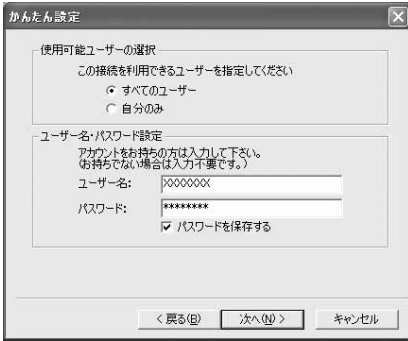 かんたん設定
使用可能ユーザーの選択
この接続を利用できるユーザーを指定してください
すべてのユーザー
自分のみ
ユーザー名・パスワード設定
アカウントをお持ちの方は入力して下さい。
(お持ちでない場合は入力不要です。)
ユーザー名: XXXXXXX
パスワード: ********
パスワードを保存する
< 戻る(B) 次へ(N) > キャンセル